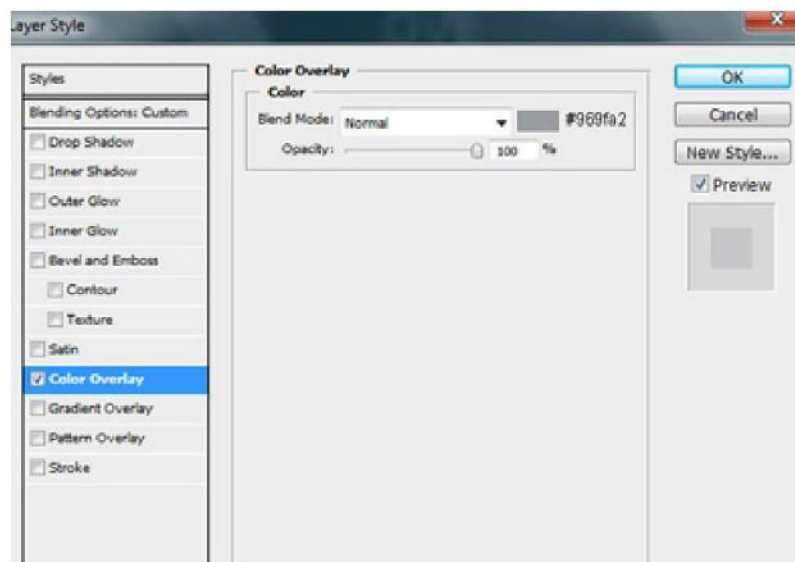 Layer Style
Styles
Blending Options: Custom
Drop Shadow
Inner Shadow
Outer Glow
Inner Glow
Bevel and Emboss
Contour
Texture
Satin
Color Overlay
Gradient Overlay
Pattern Overlay
Stroke
Color Overlay
Color
Blend Mode: Normal #969fa2
Opacity: 100 %
OK
Cancel
New Style...
Preview